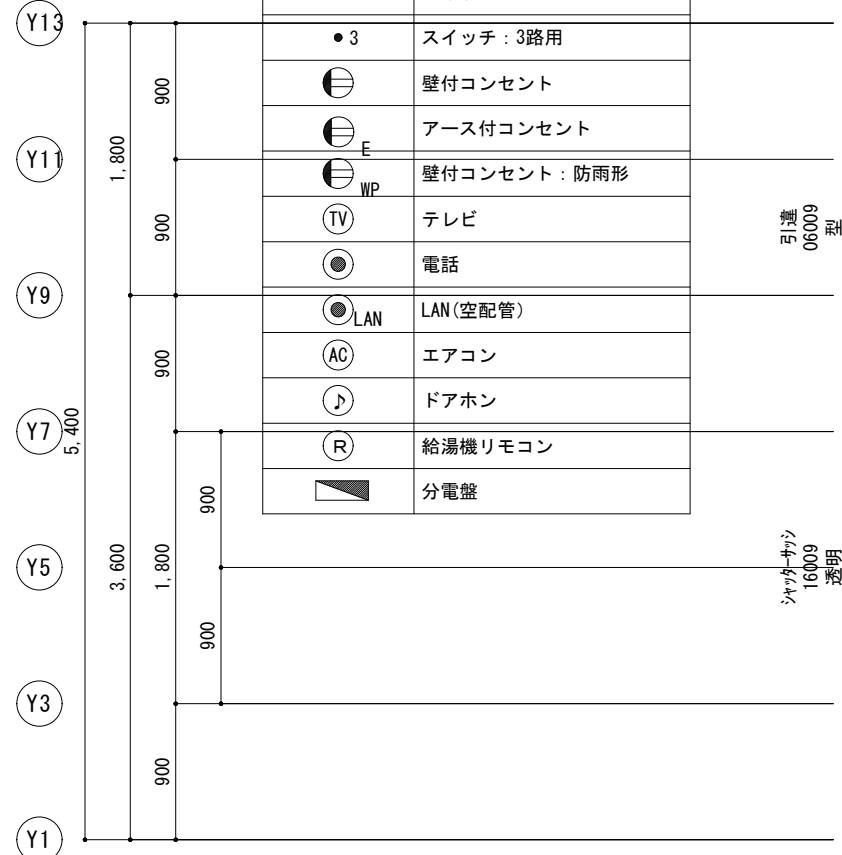 Y13
● 3 スイッチ：3路用
900
壁付コンセント
アース付コンセント
E
Y11
1,800
壁付コンセント：防雨形
WP
TV テレビ
900
引違
06009
型
電話
Y9
LAN LAN(空配管)
AC エアコン
900
♪ ドアホン
Y7
5,400
R 給湯機リモコン
分電盤
900
Y5
3,600
1,800
シャッターサッシ
16009
透明
900
Y3
900
Y1